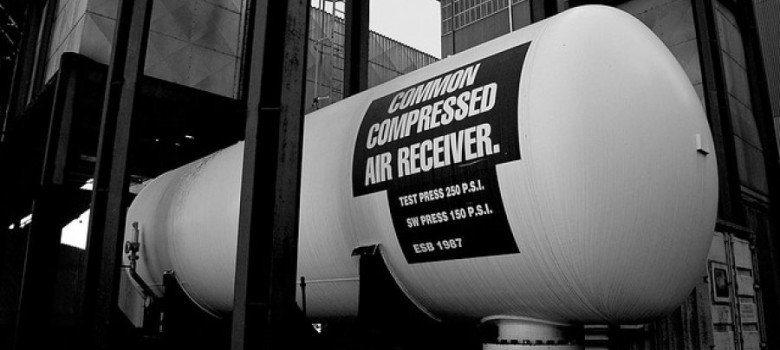 COMMON
COMPRESSED
AIR RECEIVER.
TEST PRESS 250 P.S.I.
SW PRESS 150 P.S.I.
ESB 1987